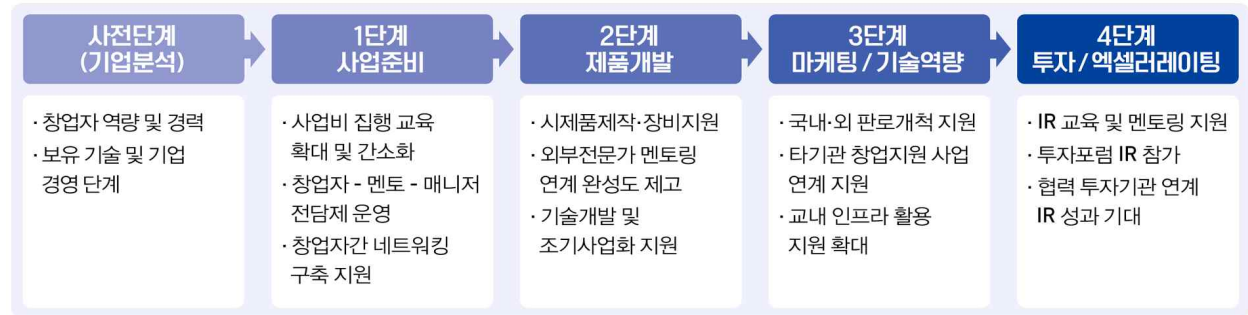 사전단계
(기업분석)
· 창업자 역량 및 경력
· 보유 기술 및 기업
경영 단계
1단계
사업준비
· 사업비 집행 교육
확대 및 간소화
· 창업자 - 멘토 - 매니저
전담제 운영
· 창업자간 네트워킹
구축 지원
2단계
제품개발
· 시제품제작·장비지원
· 외부전문가 멘토링
연계 완성도 제고
· 기술개발 및
조기사업화 지원
3단계
마케팅 / 기술역량
· 국내·외 판로개척 지원
· 타기관 창업지원 사업
연계 지원
· 교내 인프라 활용
지원 확대
4단계
투자 / 엑셀러레이팅
· IR 교육 및 멘토링 지원
· 투자포럼 IR 참가
· 협력 투자기관 연계
IR 성과 기대